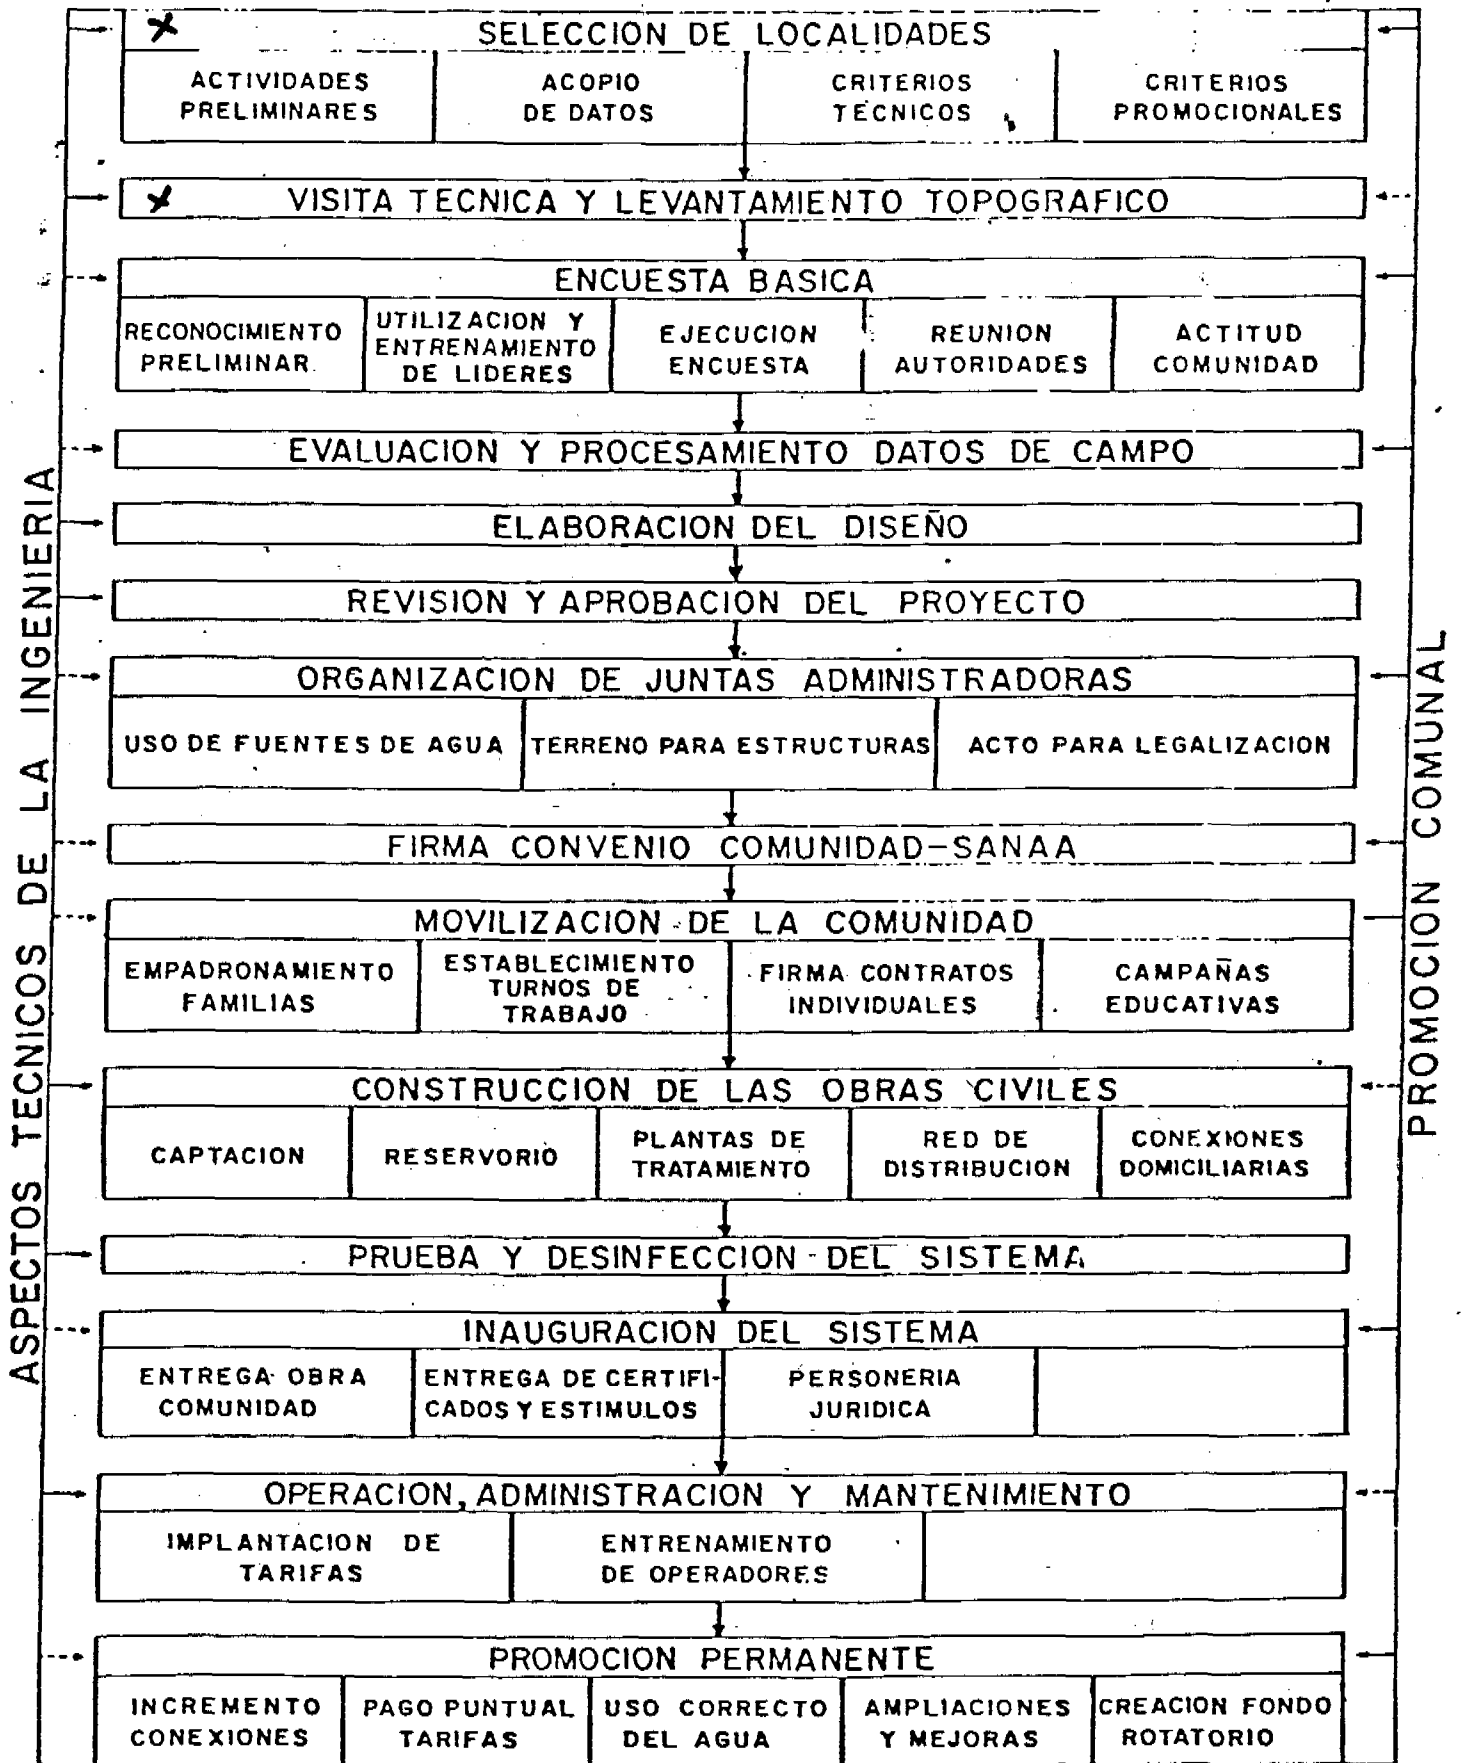 SELECCION DE LOCALIDADES
ACTIVIDADES
PRELIMINARES
ACOPIO
DE DATOS
CRITERIOS
TECNICOS
CRITERIOS
PROMOCIONALES
VISITA TECNICA Y LEVANTAMIENTO TOPOGRAFICO
ENCUESTA BASICA
RECONOCIMIENTO
PRELIMINAR
UTILIZACION Y
ENTRENAMIENTO
DE LIDERES
EJECUCION
ENCUESTA
REUNION
AUTORIDADES
ACTITUD
COMUNIDAD
EVALUACION Y PROCESAMIENTO DATOS DE CAMPO
ELABORACION DEL DISEÑO
REVISION Y APROBACION DEL PROYECTO
ORGANIZACION DE JUNTAS ADMINISTRADORAS
USO DE FUENTES DE AGUA
TERRENO PARA ESTRUCTURAS
ACTO PARA LEGALIZACION
FIRMA CONVENIO COMUNIDAD-SANAA
MOVILIZACION DE LA COMUNIDAD
EMPADRONAMIENTO
FAMILIAS
ESTABLECIMIENTO
TURNOS DE
TRABAJO
FIRMA CONTRATOS
INDIVIDUALES
CAMPAÑAS
EDUCATIVAS
CONSTRUCCION DE LAS OBRAS CIVILES
CAPTACION
RESERVORIO
PLANTAS DE
TRATAMIENTO
RED DE
DISTRIBUCION
CONEXIONES
DOMICILIARIAS
PRUEBA Y DESINFECCION DEL SISTEMA
INAUGURACION DEL SISTEMA
ENTREGA OBRA
COMUNIDAD
ENTREGA DE CERTIFI-
CADOS Y ESTIMULOS
PERSONERIA
JURIDICA
OPERACION, ADMINISTRACION Y MANTENIMIENTO
IMPLANTACION DE
TARIFAS
ENTRENAMIENTO
DE OPERADORES
PROMOCION PERMANENTE
INCREMENTO
CONEXIONES
PAGO PUNTUAL
TARIFAS
USO CORRECTO
DEL AGUA
AMPLIACIONES
Y MEJORAS
CREACION FONDO
ROTATORIO
ASPECTOS TECNICOS DE LA INGENIERIA
PROMOCION COMUNAL